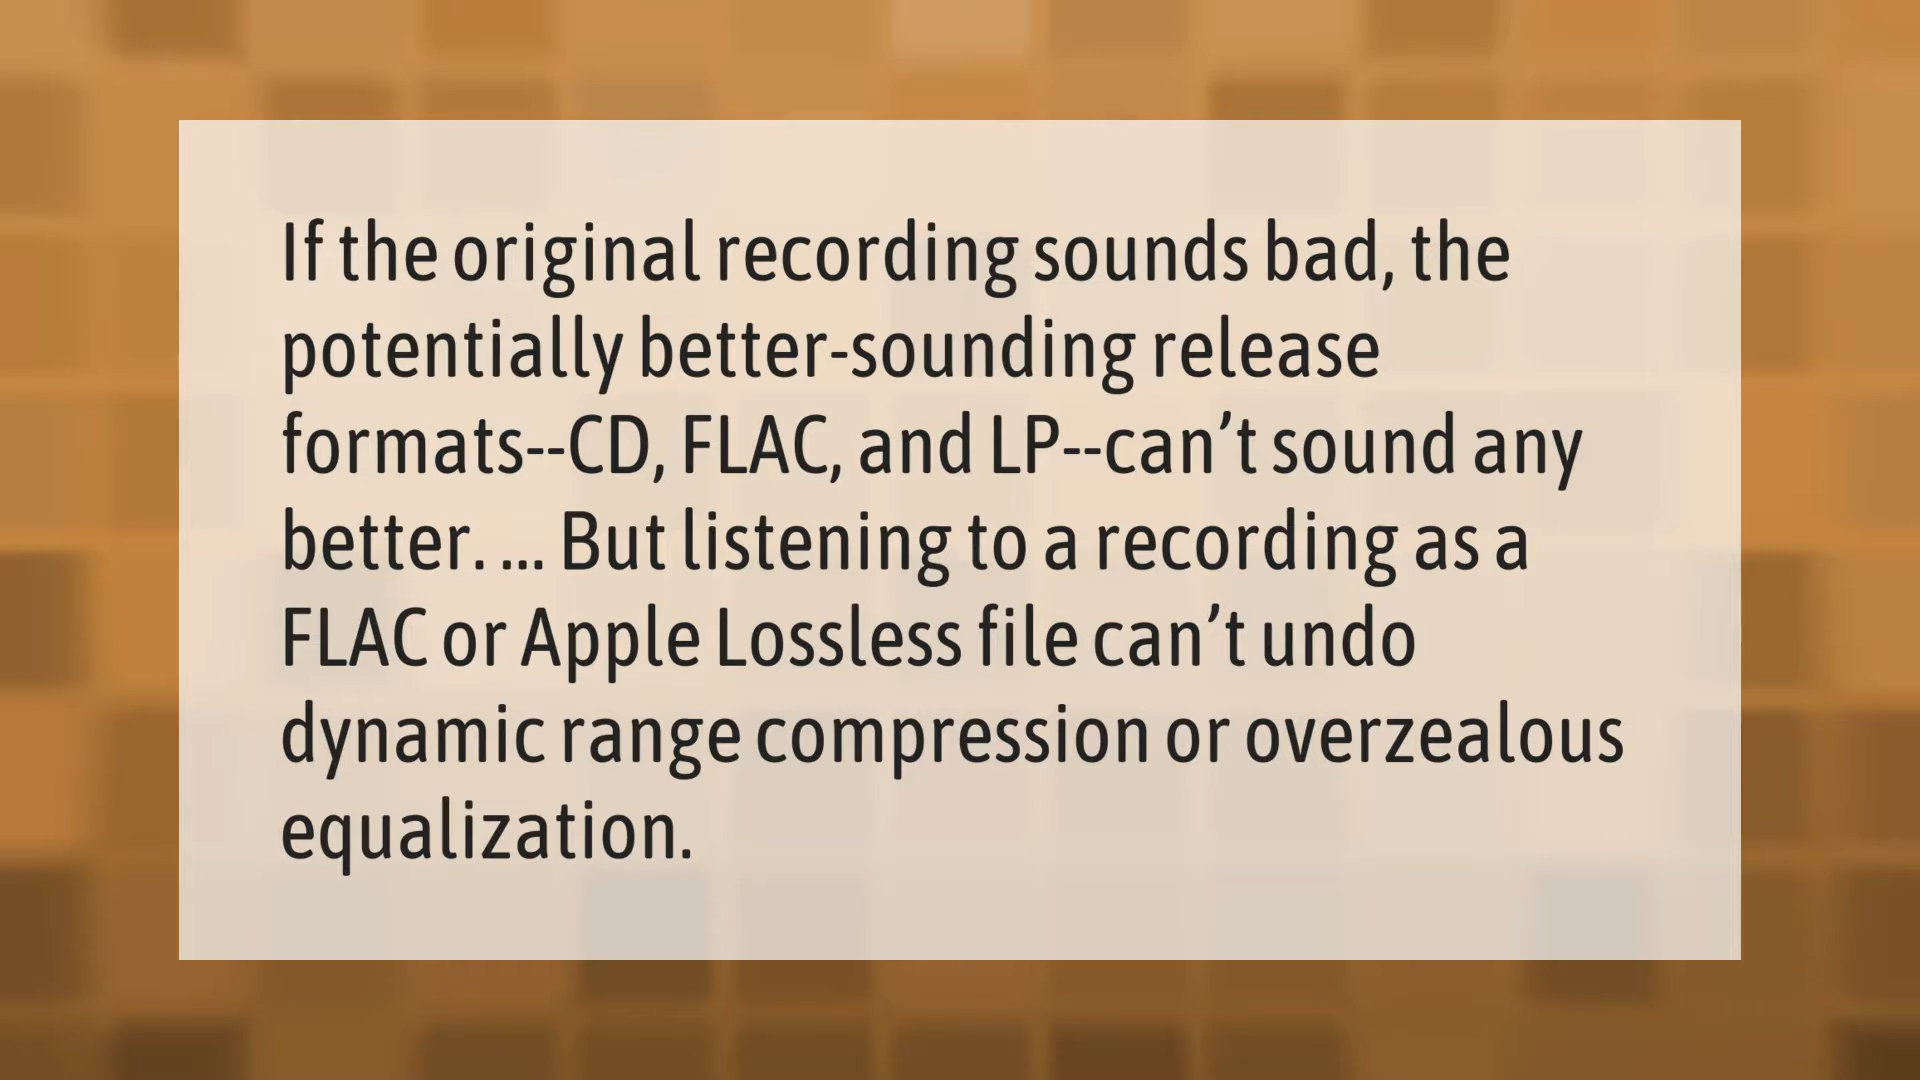 If the original recording sounds bad, the
potentially better-sounding release
formats--CD, FLAC, and LP--can’t sound any
better. ... But listening to a recording as a
FLAC or Apple Lossless file can’t undo
dynamic range compression or overzealous
equalization.